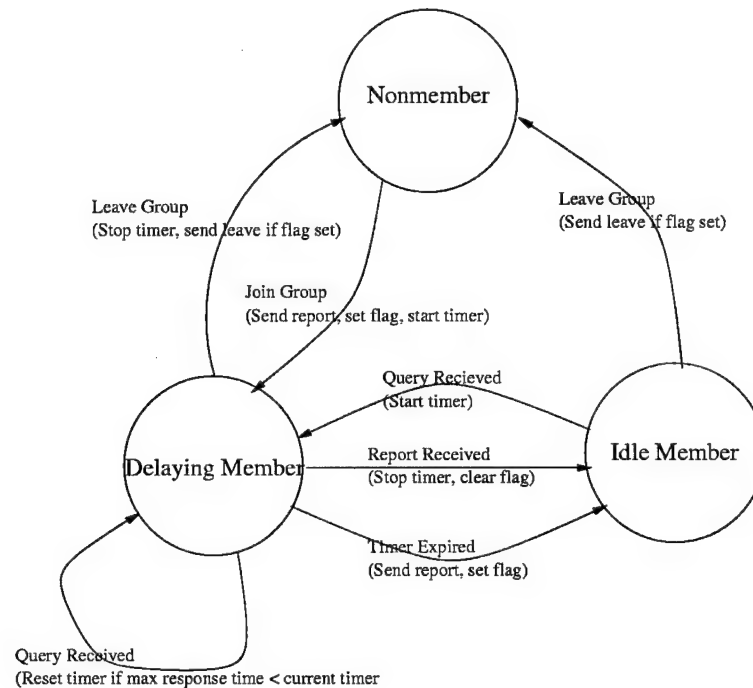 Nonmember
Leave Group
(Stop timer, send leave if flag set)
Leave Group
(Send leave if flag set)
Join Group
(Send report, set flag, start timer)
Query Recieved
(Start timer)
Delaying Member
Report Received
(Stop timer, clear flag)
Idle Member
Timer Expired
(Send report, set flag)
Query Received
(Reset timer if max response time < current timer